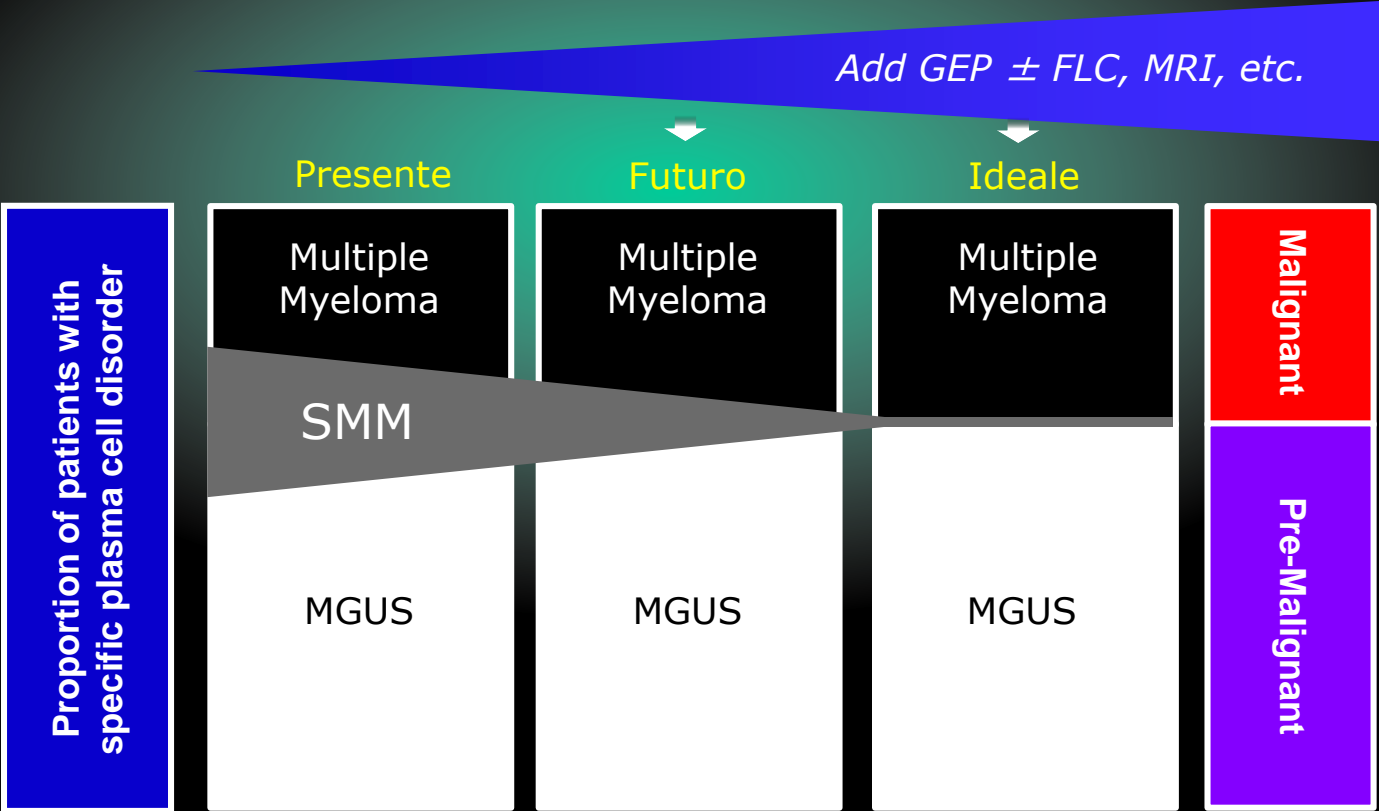 Add GEP ± FLC, MRI, etc.
Presente
Futuro
Ideale
Proportion of patients with
specific plasma cell disorder
Multiple
Myeloma
Multiple
Myeloma
Multiple
Myeloma
SMM
MGUS
MGUS
MGUS
Malignant
Pre-Malignant